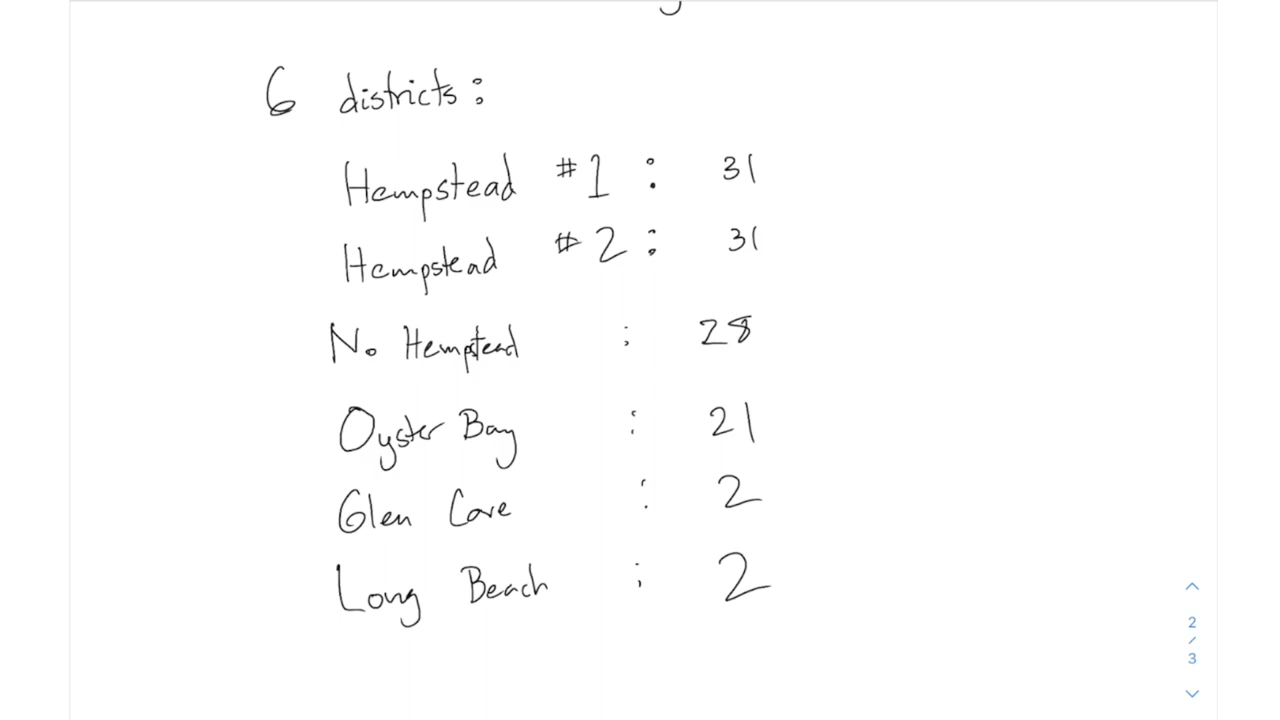 6 districts:
Hempstead #1 : 31
Hempstead #2 : 31
No Hempstead : 28
Oyster Bay : 21
Glen Cove : 2
Long Beach : 2
2
/
3